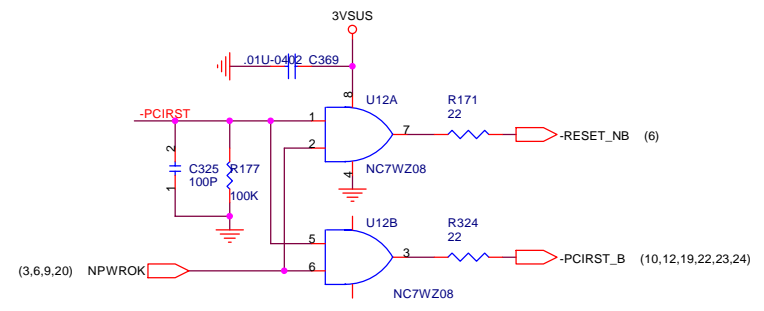 3VSUS
.01U-0402 C369
8
U12A
R171
22
-PCIRST
1
2
7
-RESET_NB (6)
2
1
C325
100P
R177
100K
4
NC7WZ08
U12B
R324
22
5
6
3
-PCIRST_B (10,12,19,22,23,24)
(3,6,9,20) NPWROK
NC7WZ08